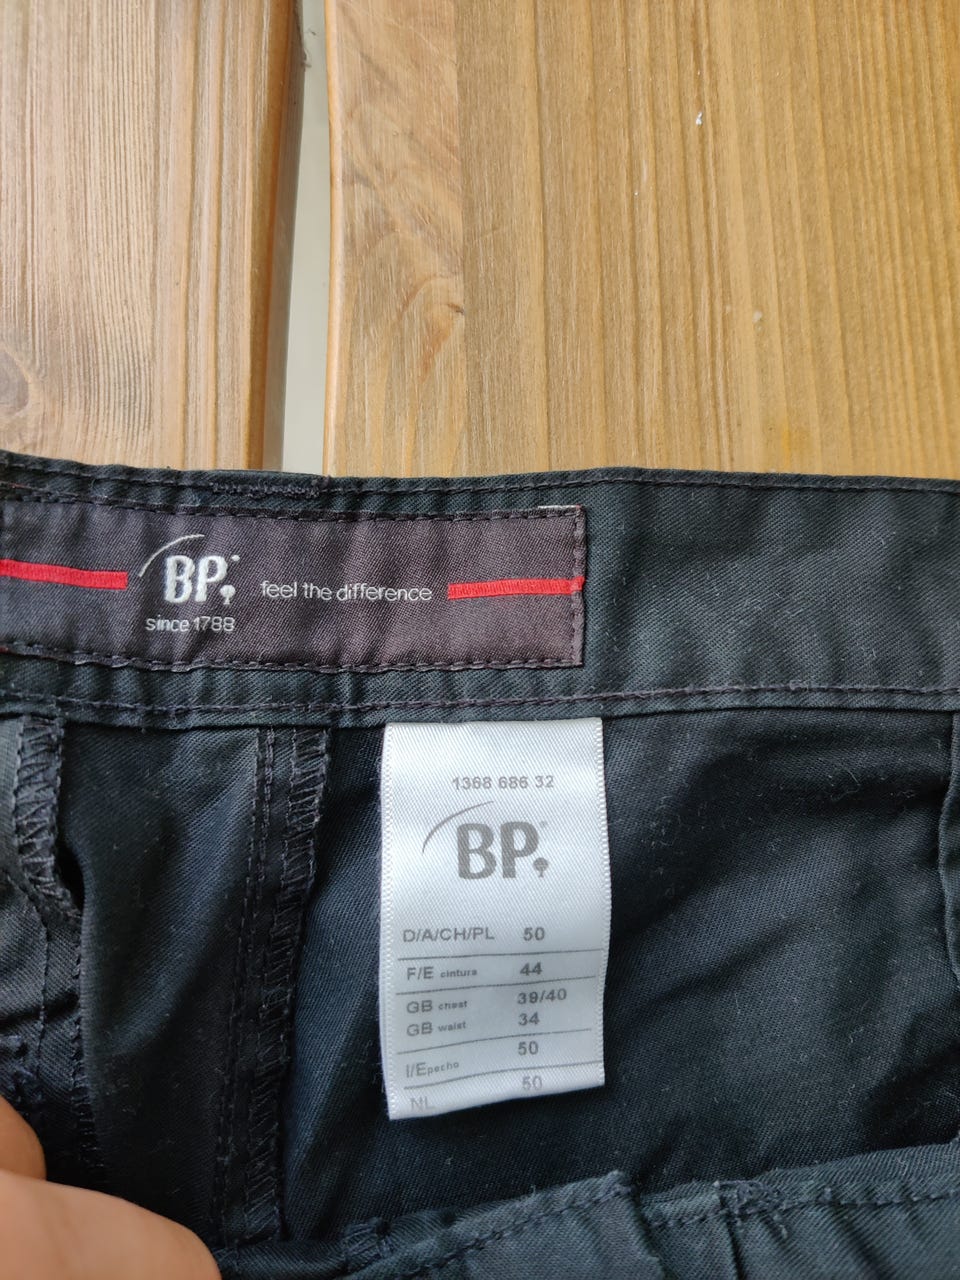 BP
feel the difference
since 1788
1368 686 32
BP
D/A/CH/PL 50
F/E cintura 44
GB chest 39/40
GB waist 34
I/E pecho 50
NL 50